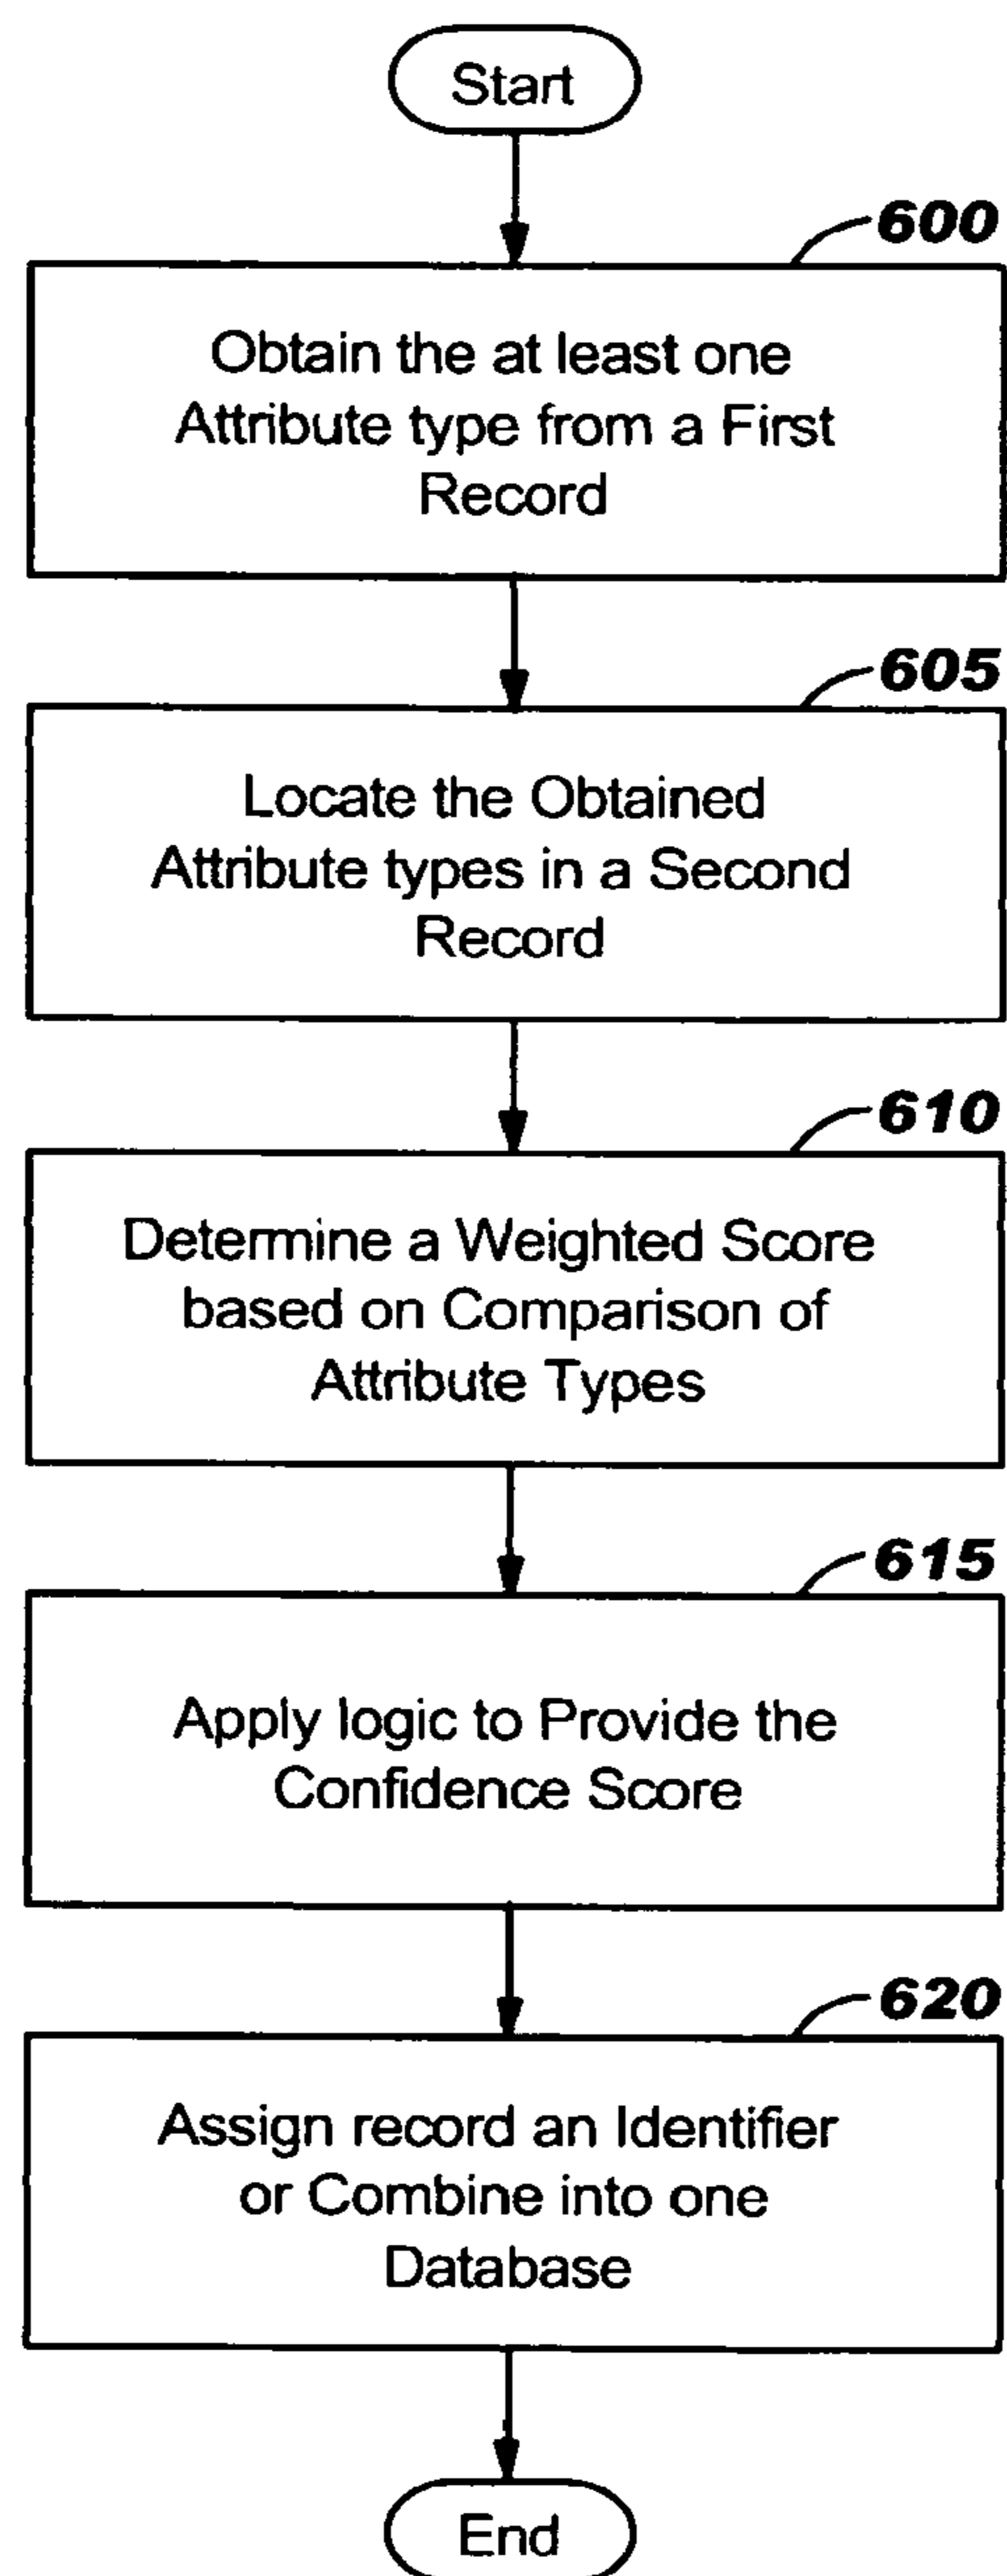 Start
600
Obtain the at least one
Attribute type from a First
Record
605
Locate the Obtained
Attribute types in a Second
Record
610
Determine a Weighted Score
based on Comparison of
Attribute Types
615
Apply logic to Provide the
Confidence Score
620
Assign record an Identifier
or Combine into one
Database
End